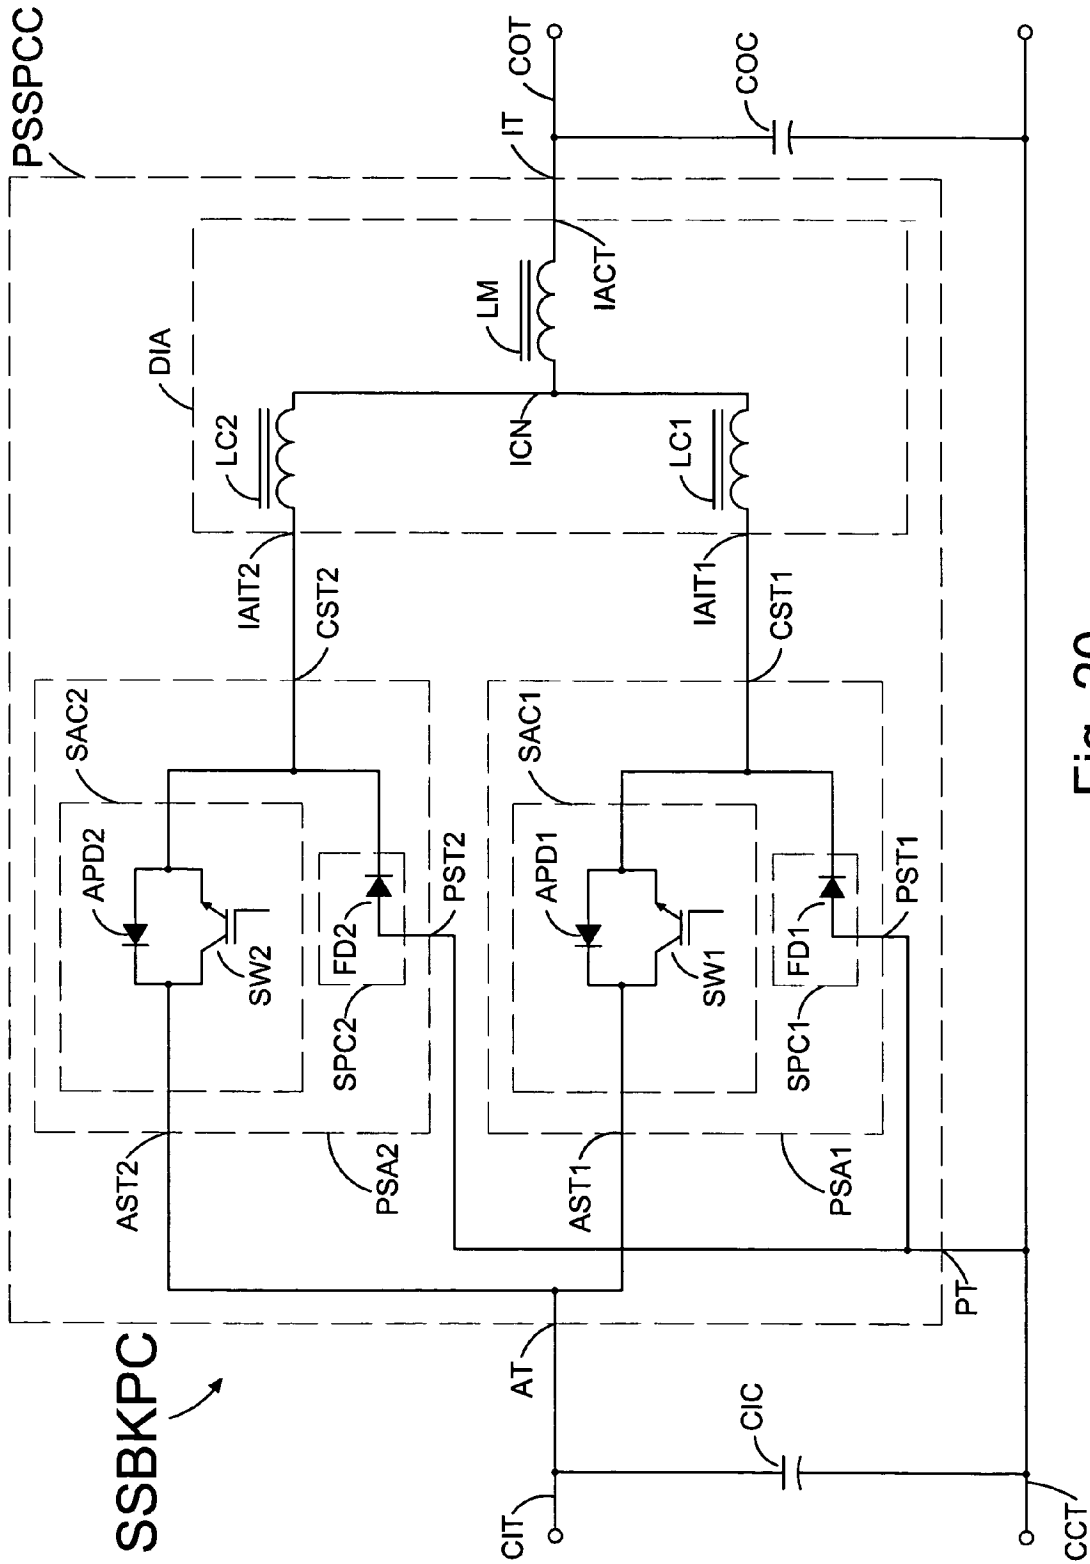 SSBKPC
PSSPCC
AST2
APD2
SAC2
SW2
FD2
SPC2
PST2
PSA2
IAIT2
CST2
LC2
DIA
CIT
AT
CIC
ICN
LM
IACT
IT
COT
COC
AST1
APD1
SAC1
SW1
FD1
SPC1
PST1
PSA1
IAIT1
CST1
LC1
PT
CCT
Fig.